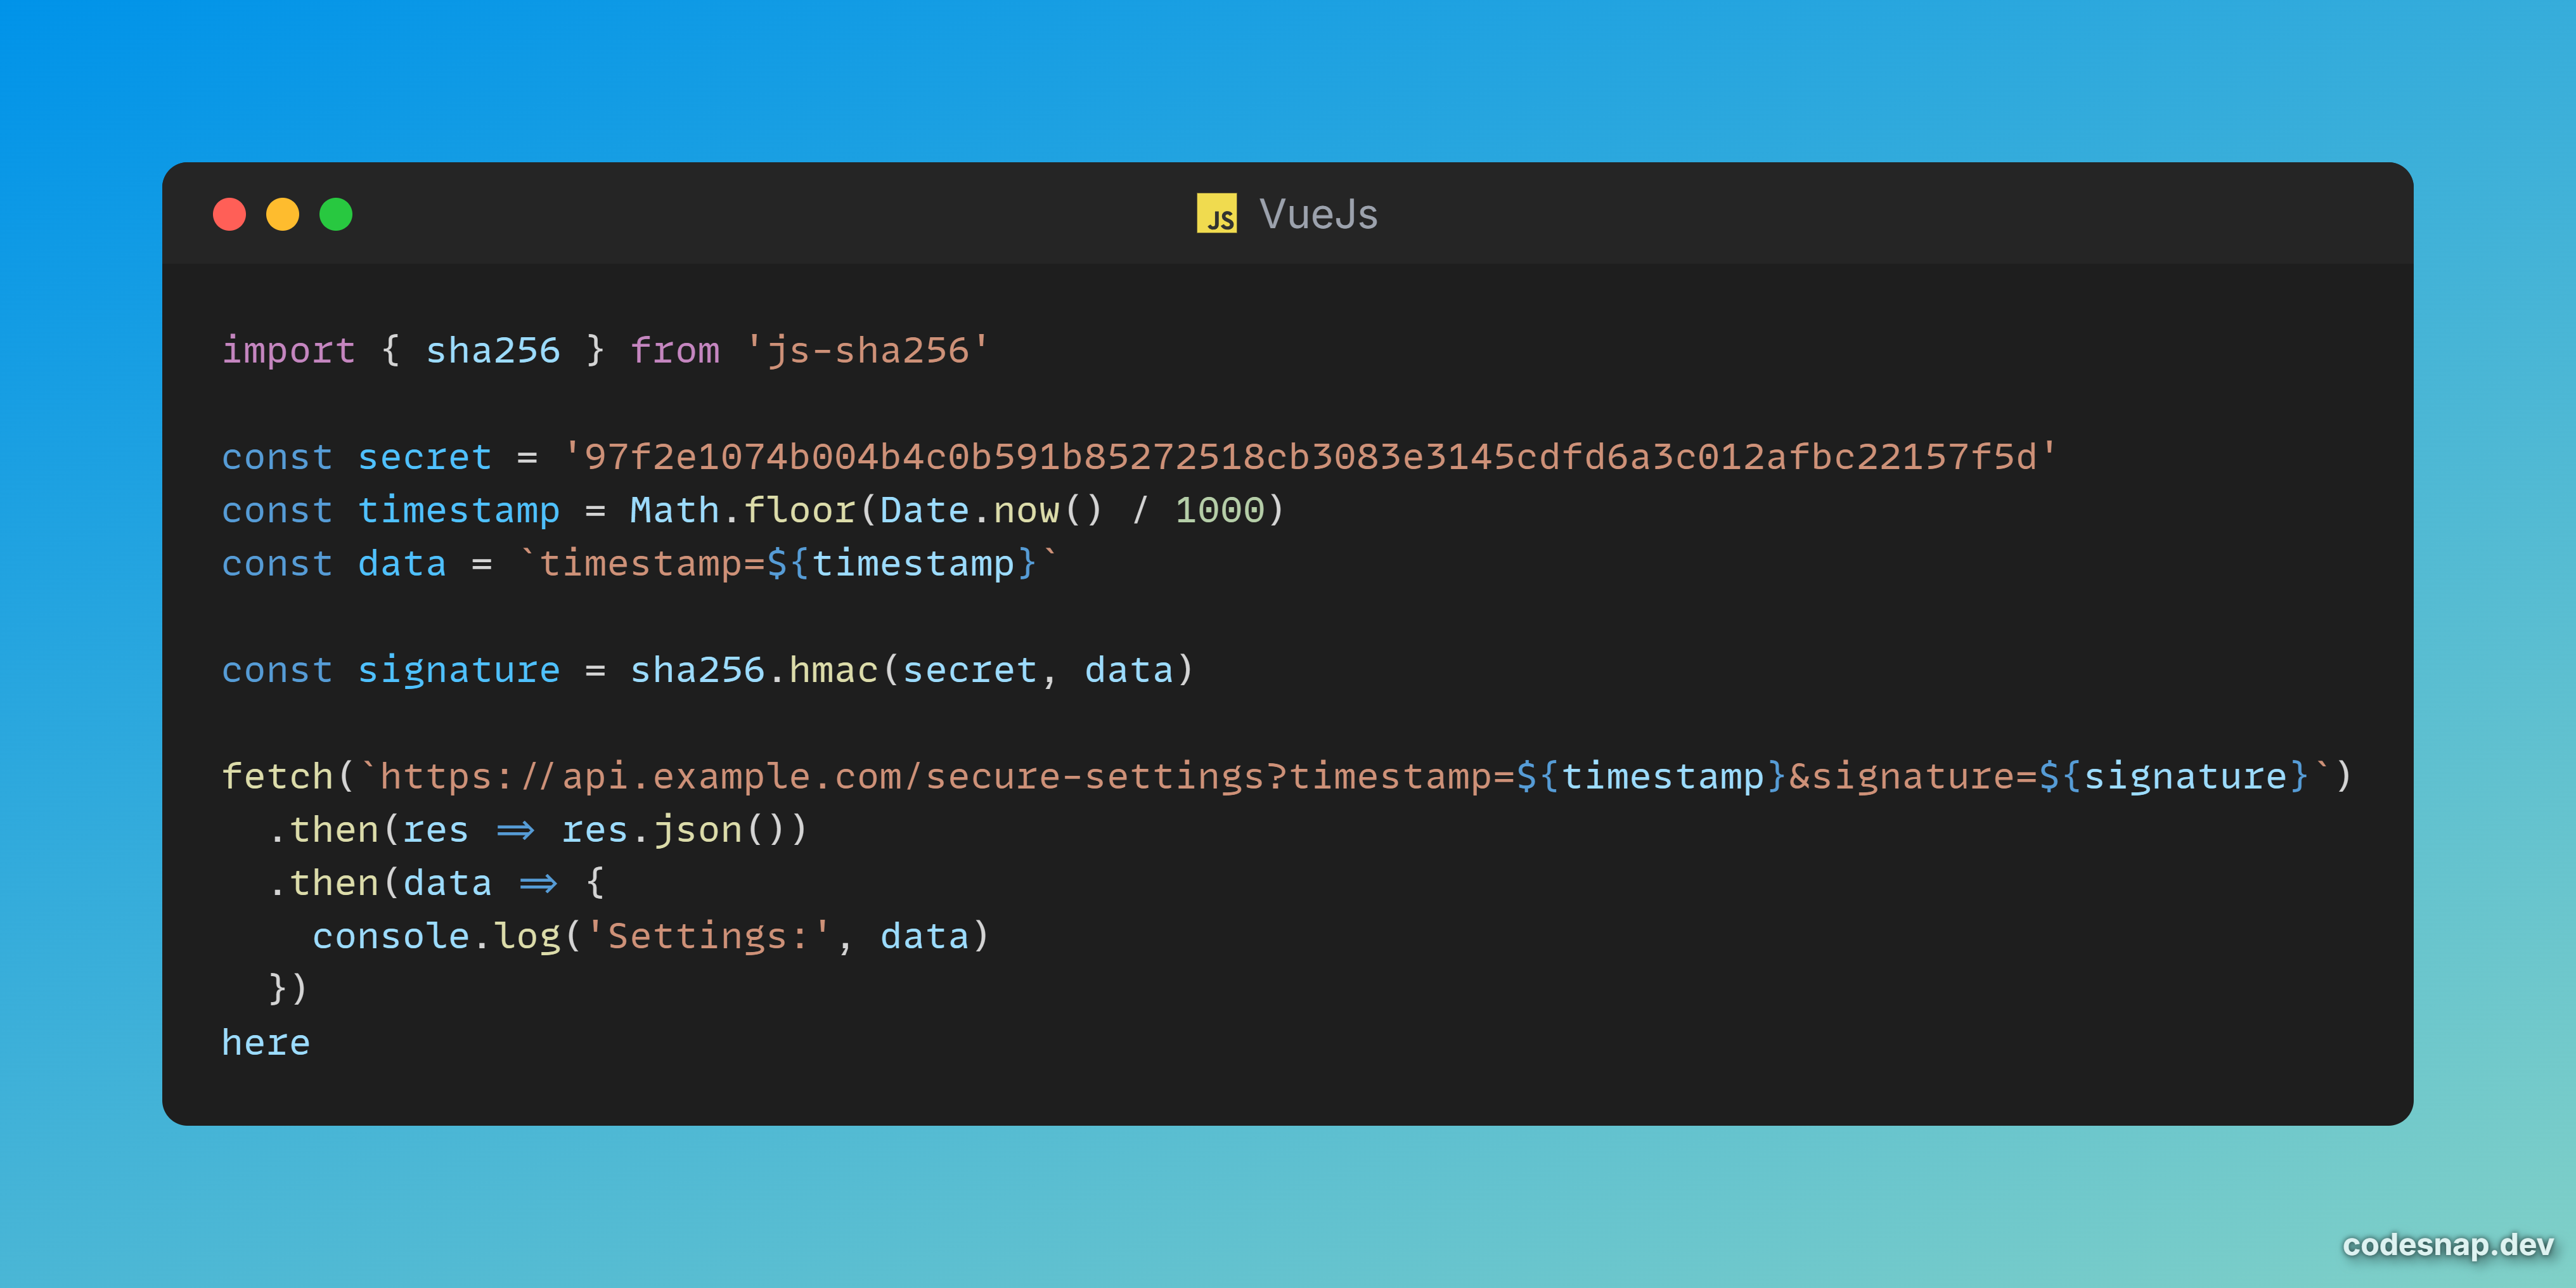 JS VueJs
import { sha256 } from 'js-sha256'
const secret = '97f2e1074b004b4c0b591b85272518cb3083e3145cdfd6a3c012afbc22157f5d'
const timestamp = Math.floor(Date.now() / 1000)
const data = `timestamp=${timestamp}`
const signature = sha256.hmac(secret, data)
fetch(`https://api.example.com/secure-settings?timestamp=${timestamp}&signature=${signature}`)
  .then(res => res.json())
  .then(data => {
    console.log('Settings:', data)
  })
here
codesnap.dev